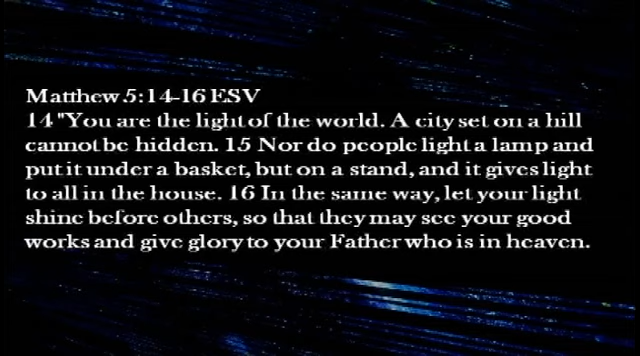 Matthew 5:14-16 ESV
14 "You are the light of the world. A city set on a hill
cannot be hidden. 15 Nor do people light a lamp and
put it under a basket, but on a stand, and it gives light
to all in the house. 16 In the same way, let your light
shine before others, so that they may see your good
works and give glory to your Father who is in heaven.